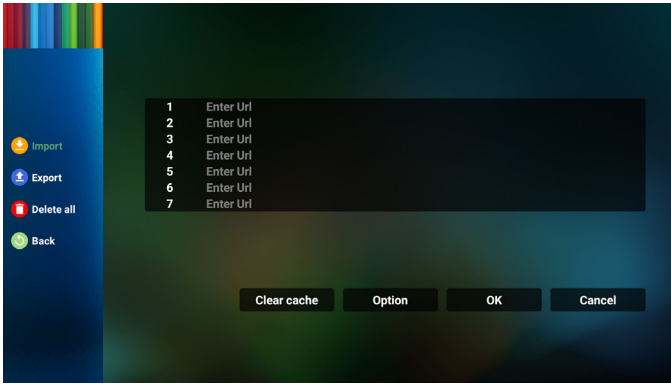 Import
Export
Delete all
Back
1 Enter Url
2 Enter Url
3 Enter Url
4 Enter Url
5 Enter Url
6 Enter Url
7 Enter Url
Clear cache Option OK Cancel